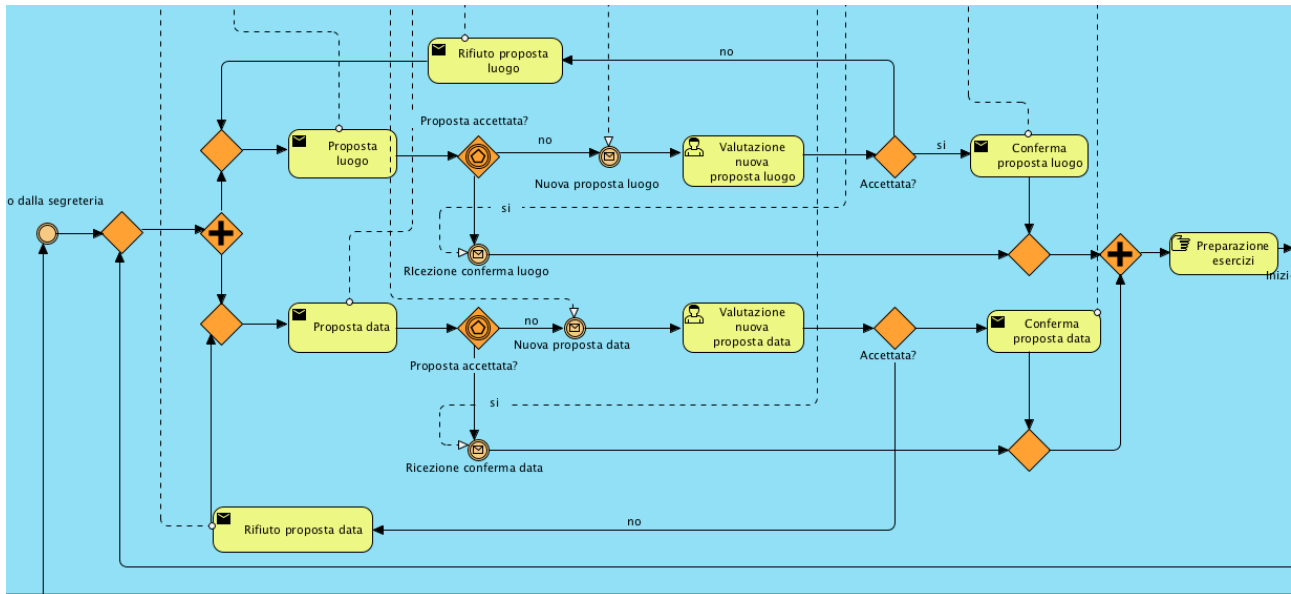 no
Rifiuto proposta
luogo
Proposta accettata?
Proposta
luogo
no
Nuova proposta luogo
Valutazione
nuova
proposta luogo
Accettata?
si
Conferma
proposta luogo
o dalla segreteria
si
RIcezione conferma luogo
Preparazione
esercizi
Inizio
Proposta data
Proposta accettata?
no
Nuova proposta data
Valutazione
nuova
proposta data
Accettata?
Conferma
proposta data
si
Ricezione conferma data
no
Rifiuto proposta data